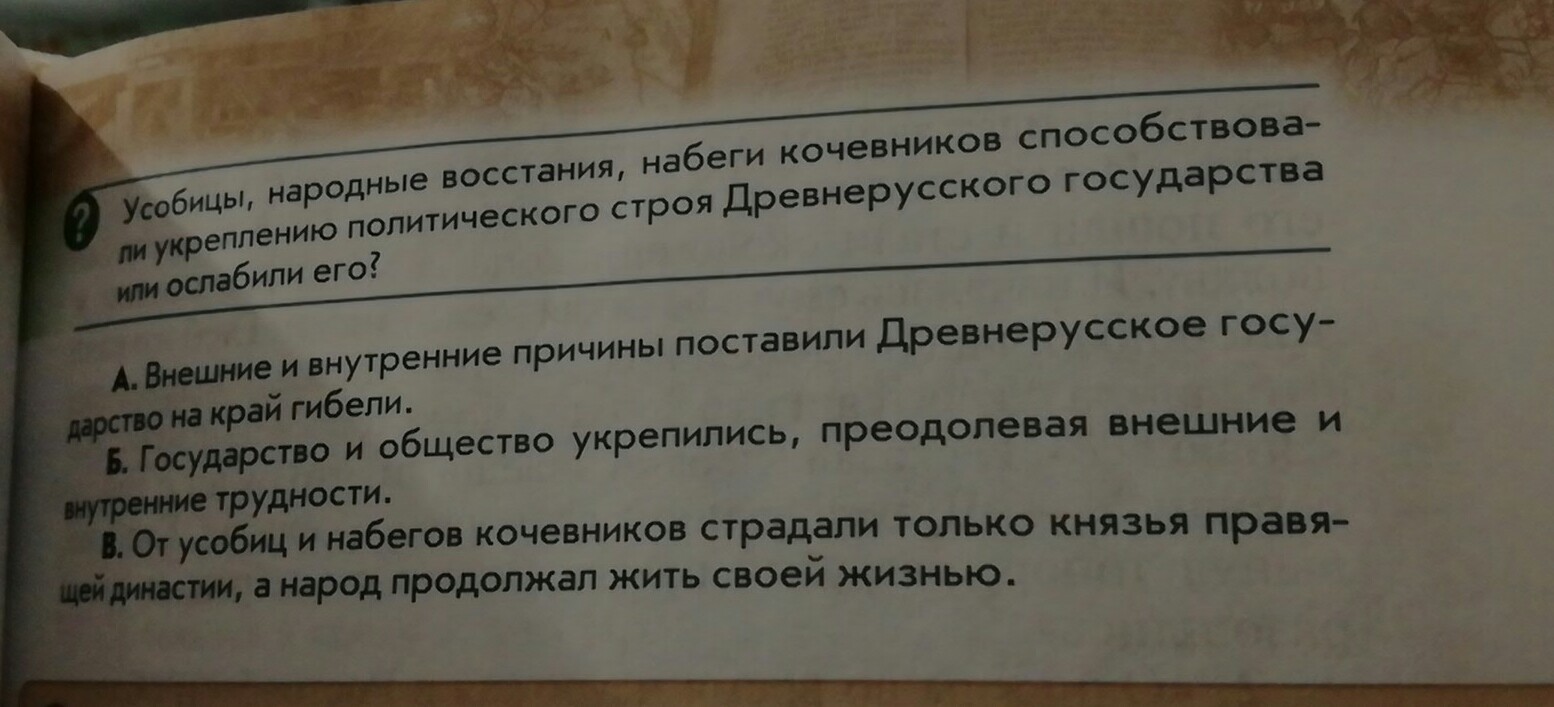 ? Усобицы, народные восстания, набеги кочевников способствова-
ли укреплению политического строя Древнерусского государства
или ослабили его?
А. Внешние и внутренние причины поставили Древнерусское госу-
дарство на край гибели.
Б. Государство и общество укрепились, преодолевая внешние и
внутренние трудности.
В. От усобиц и набегов кочевников страдали только князья правя-
щей династии, а народ продолжал жить своей жизнью.